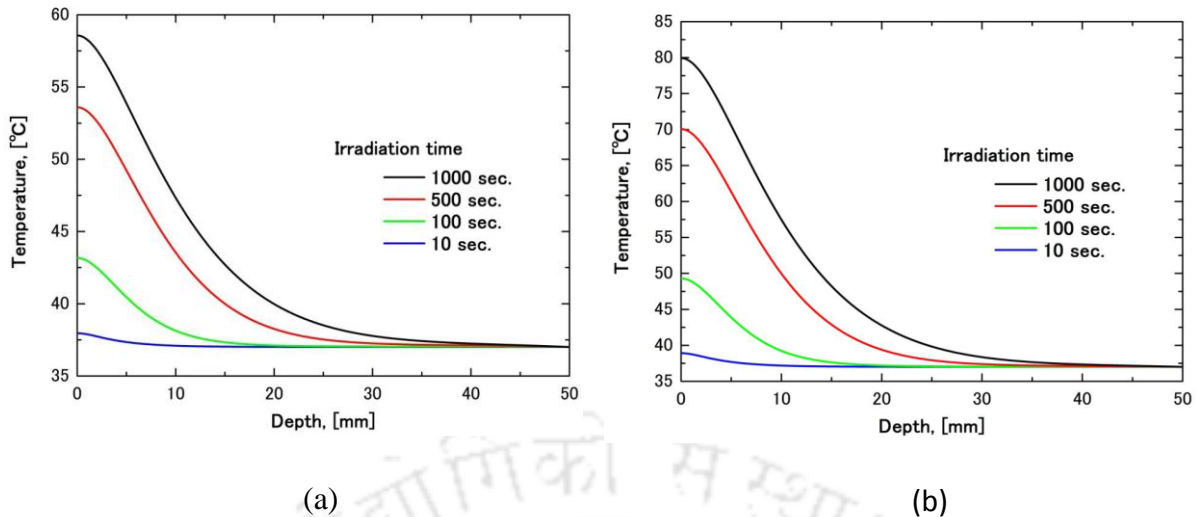 60
55
50
45
40
35
0 10 20 30 40 50
Temperature, [℃]
Depth, [mm]
Irradiation time
1000 sec.
500 sec.
100 sec.
10 sec.
(a)
85
80
75
70
65
60
55
50
45
40
35
0 10 20 30 40 50
Temperature, [℃]
Depth, [mm]
Irradiation time
1000 sec.
500 sec.
100 sec.
10 sec.
(b)